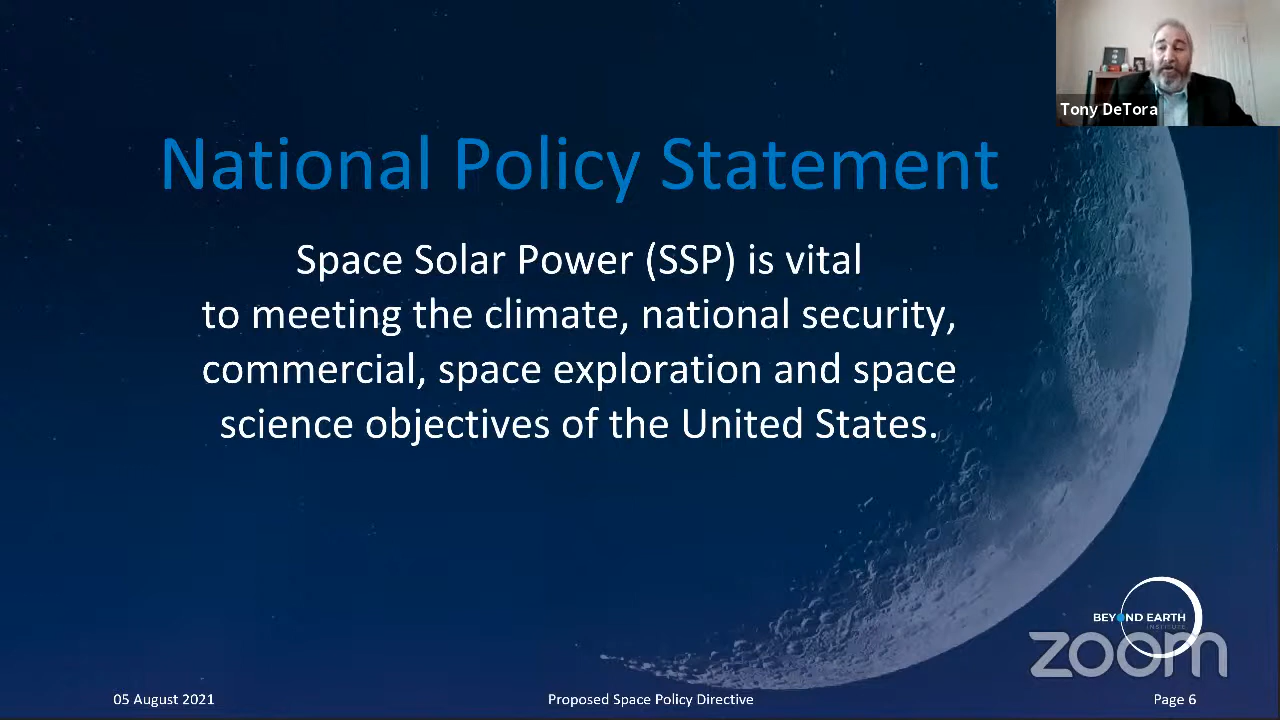 Tony DeTora
National Policy Statement
Space Solar Power (SSP) is vital
to meeting the climate, national security,
commercial, space exploration and space
science objectives of the United States.
BEYOND EARTH
INSTITUTE
zoom
05 August 2021
Proposed Space Policy Directive
Page 6